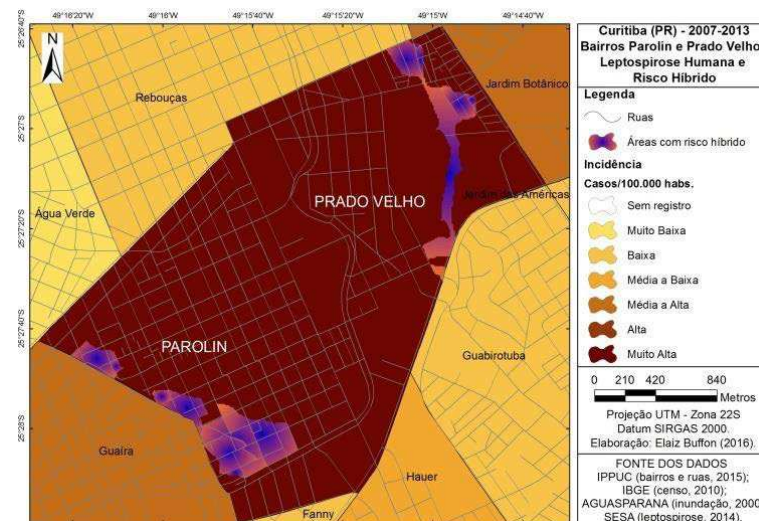 49°16'20"W 49°16'W 49°15'40"W 49°15'20"W 49°15'W 49°14'40"W
25°26'40"S
25°27'S
25°27'20"S
25°27'40"S
25°28'S
N
Rebouças
Jardim Botânico
PRADO VELHO
Jardim das Américas
Água Verde
PAROLIN
Guabirotuba
Guaíra
Hauer
Fanny
Curitiba (PR) - 2007-2013
Bairros Parolin e Prado Velho
Leptospirose Humana e
Risco Híbrido
Legenda
Ruas
Áreas com risco híbrido
Incidência
Casos/100.000 habs.
Sem registro
Muito Baixa
Baixa
Média a Baixa
Média a Alta
Alta
Muito Alta
0 210 420 840
Metros
Projeção UTM - Zona 22S
Datum SIRGAS 2000.
Elaboração: Elaiz Buffon (2016).
FONTE DOS DADOS
IPPUC (bairros e ruas, 2015);
IBGE (censo, 2010);
AGUASPARANA (inundação, 2000
SESA (leptospirose, 2014).